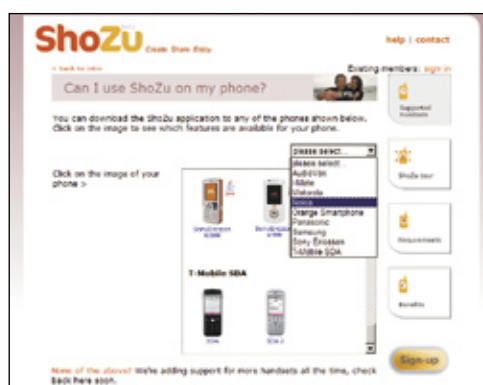 ShoZu
Create Share Enjoy
help | contact
< back to intro
Existing members: sign in
Can I use ShoZu on my phone?
You can download the ShoZu application to any of the phones shown below.
Click on the image to see which features are available for your phone.
Click on the image of your
phone >
please select...
please select...
Audiovox
i-Mate
Motorola
Nokia
Orange Smartphone
Panasonic
Samsung
Sony Ericsson
T-Mobile SDA
SonyEricsson
T-Mobile SDA
SDA
SDA 2
Supported
Handsets
ShoZu tour
Requirements
Benefits
Sign-up
None of the above? We're adding support for more handsets all the time, check
back here soon.